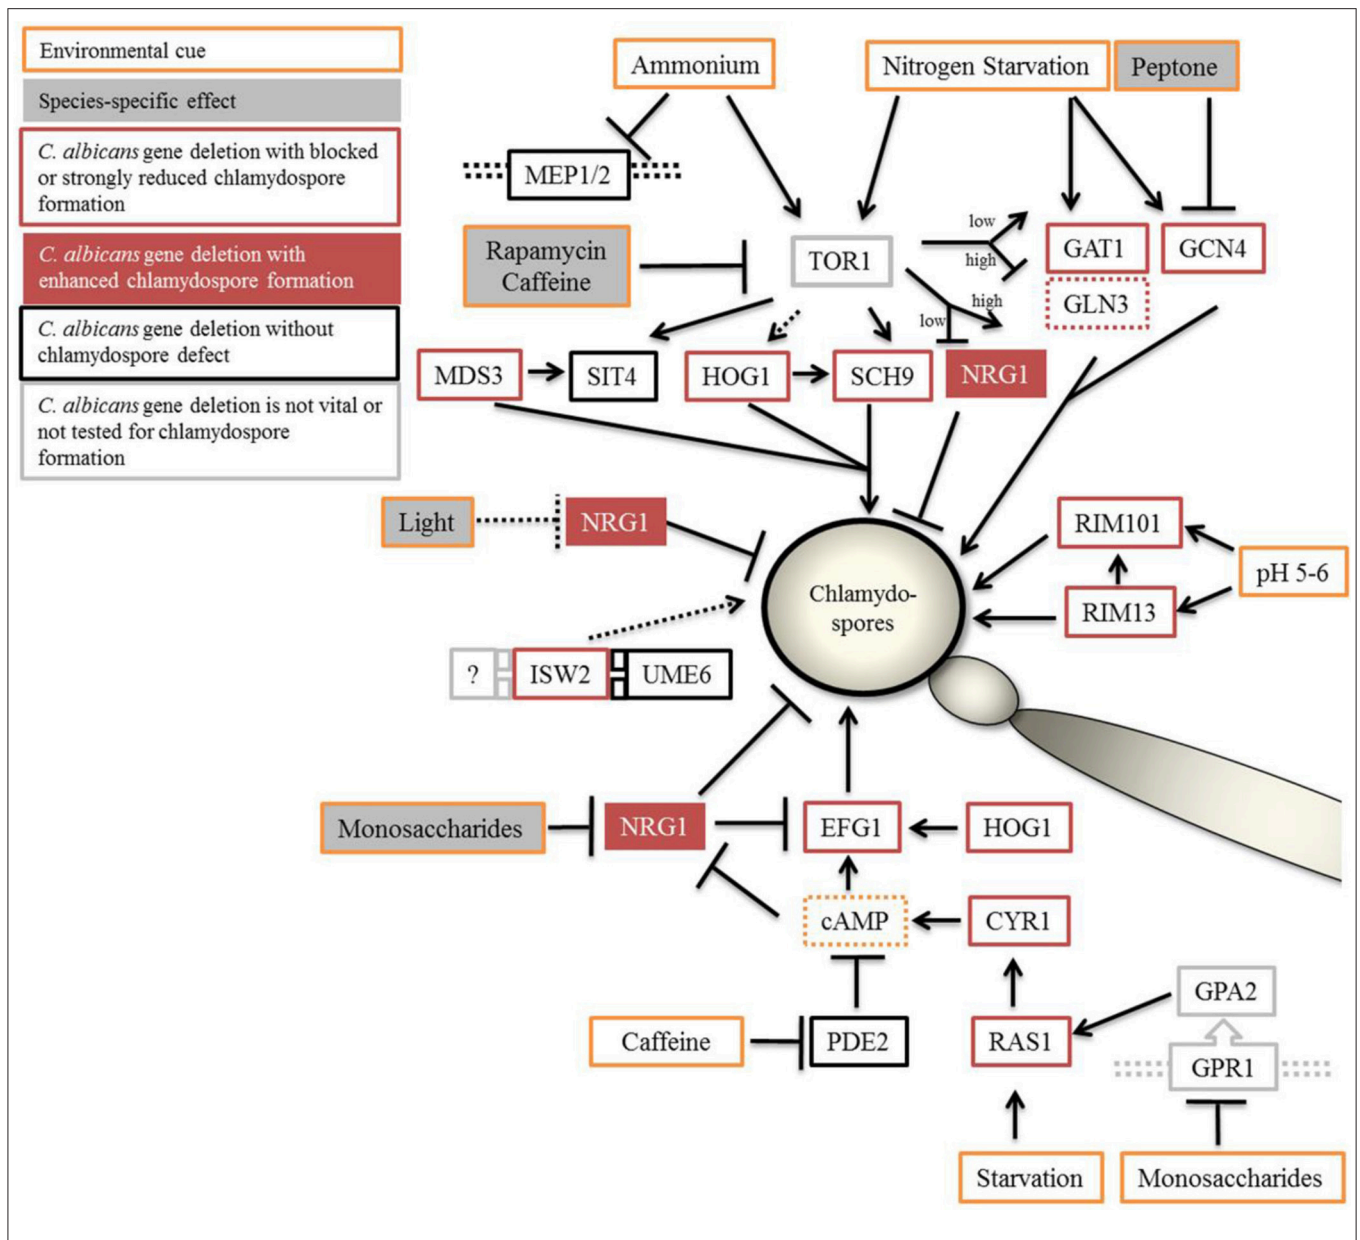 Environmental cue
Species-specific effect
C. albicans gene deletion with blocked
or strongly reduced chlamydospore
formation
C. albicans gene deletion with
enhanced chlamydospore formation
C. albicans gene deletion without
chlamydospore defect
C. albicans gene deletion is not vital or
not tested for chlamydospore
formation
Ammonium
Nitrogen Starvation
Peptone
MEP1/2
Rapamycin
Caffeine
TOR1
low
high
GAT1
GCN4
GLN3
high
low
MDS3
SIT4
HOG1
SCH9
NRG1
Light
NRG1
RIM101
pH 5-6
RIM13
Chlamydo-
spores
?
ISW2
UME6
Monosaccharides
NRG1
EFG1
HOG1
cAMP
CYR1
GPA2
Caffeine
PDE2
RAS1
GPR1
Starvation
Monosaccharides